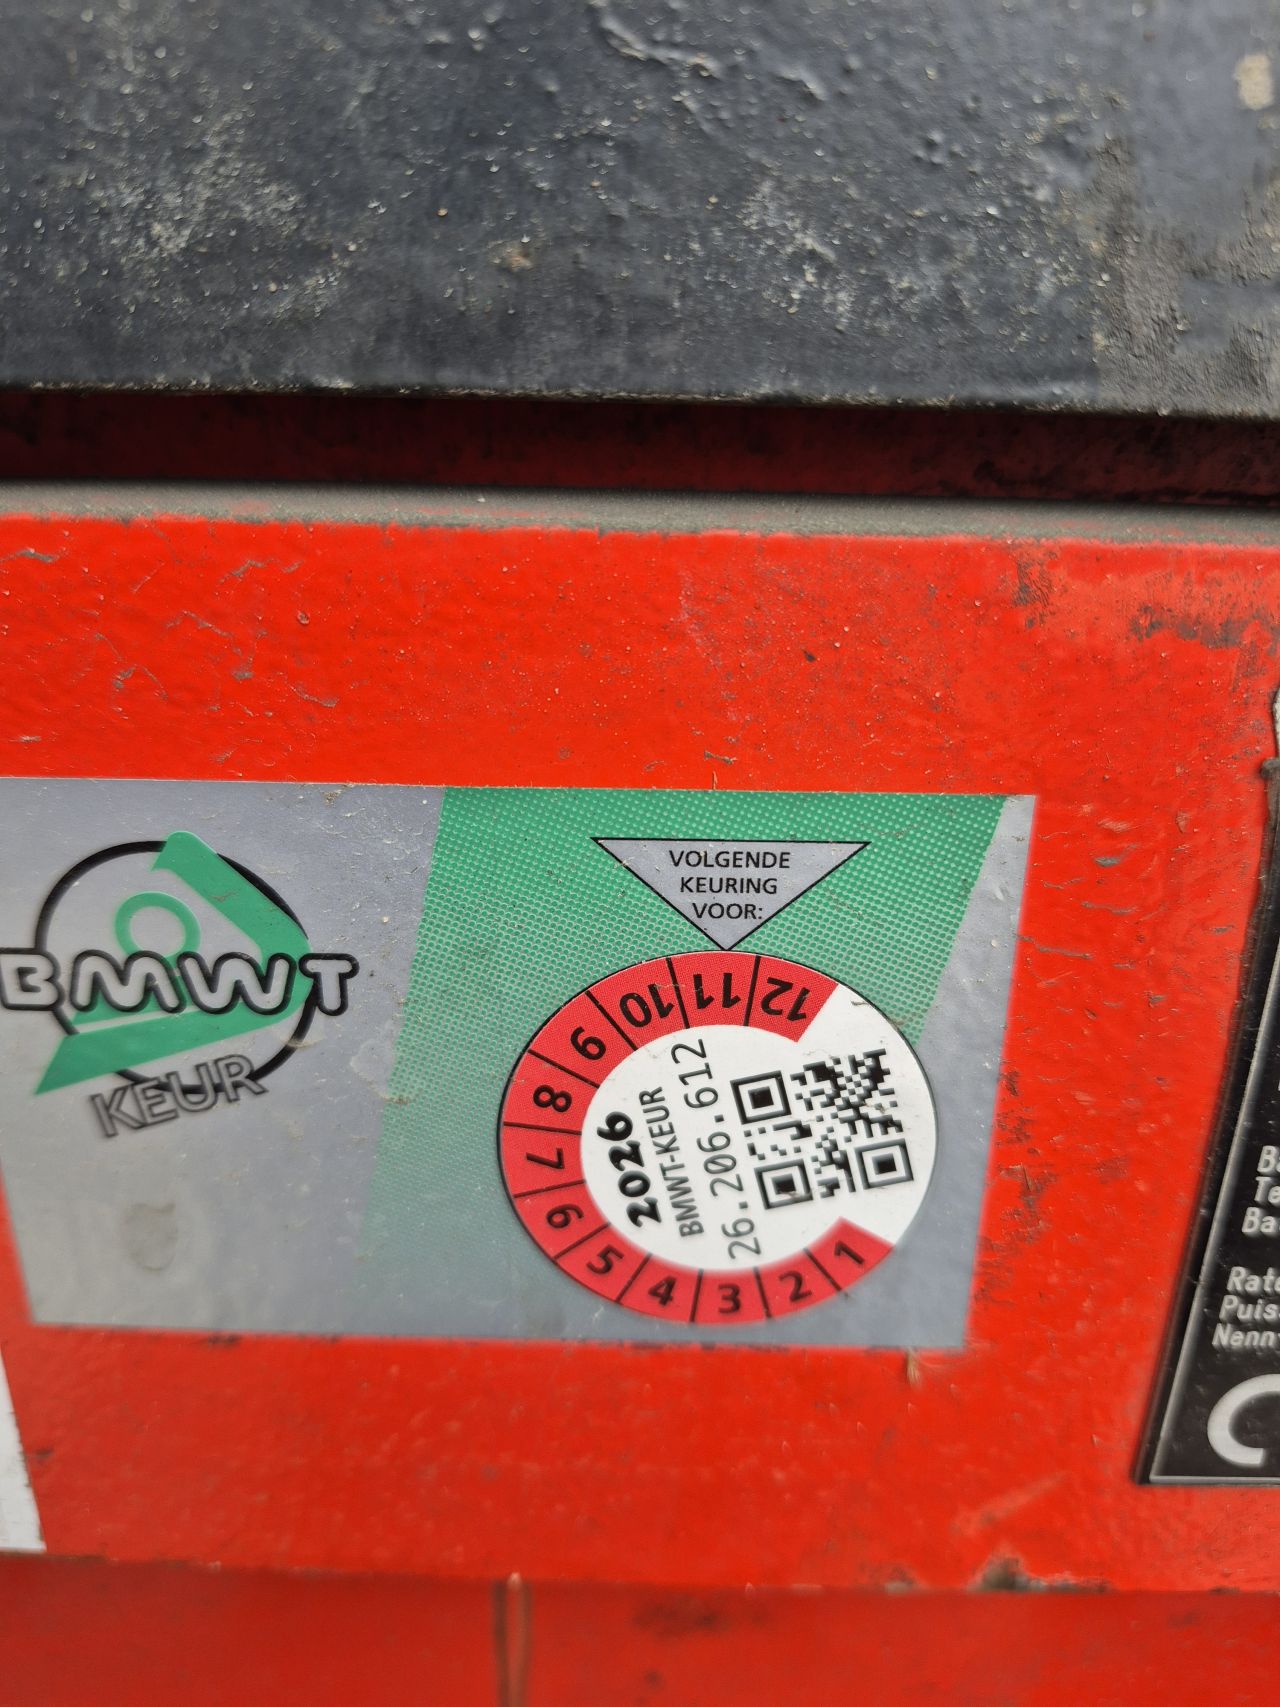 BMWT
KEUR
VOLGENDE
KEURING
VOOR:
1 2 3 4 5 6 7 8 9 10 11 12
2026
BMWT-KEUR
26.206.612